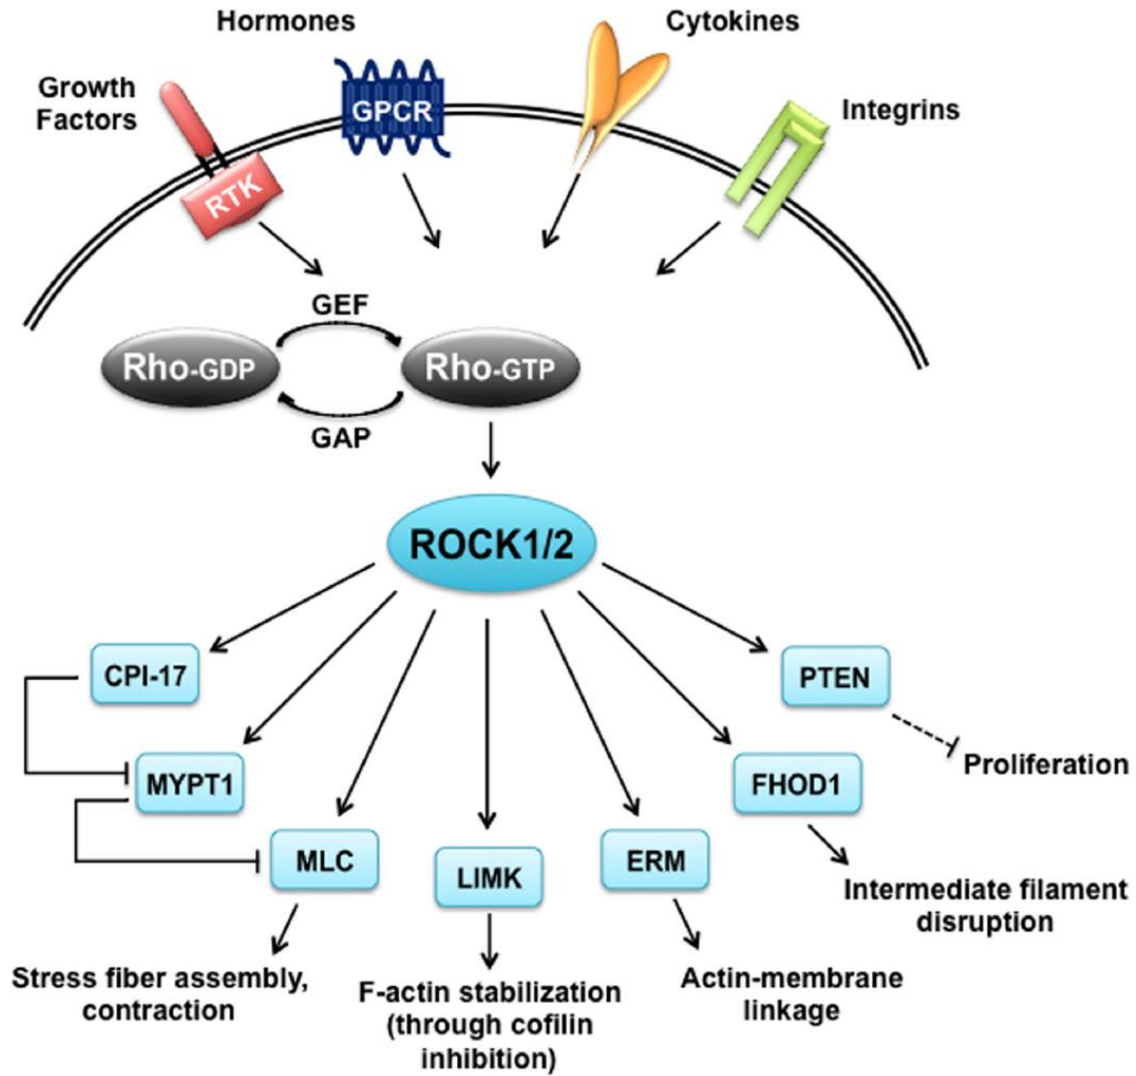 Hormones
Cytokines
Growth
Factors
GPCR
Integrins
RTK
GEF
Rho-GDP
Rho-GTP
GAP
ROCK1/2
CPI-17
PTEN
MYPT1
FHOD1
Proliferation
MLC
LIMK
ERM
Intermediate filament
disruption
Stress fiber assembly,
contraction
F-actin stabilization
(through cofilin
inhibition)
Actin-membrane
linkage